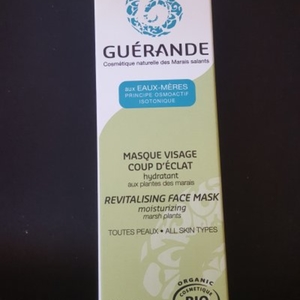 GUÉRANDE
Cosmétique naturelle des Marais salants
aux EAUX-MÈRES
PRINCIPE OSMOACTIF
ISOTONIQUE
MASQUE VISAGE
COUP D'ÉCLAT
hydratant
aux plantes des marais
REVITALISING FACE MASK
moisturizing
marsh plants
TOUTES PEAUX • ALL SKIN TYPES
ORGANIC
COSMÉTIQUE
BIO